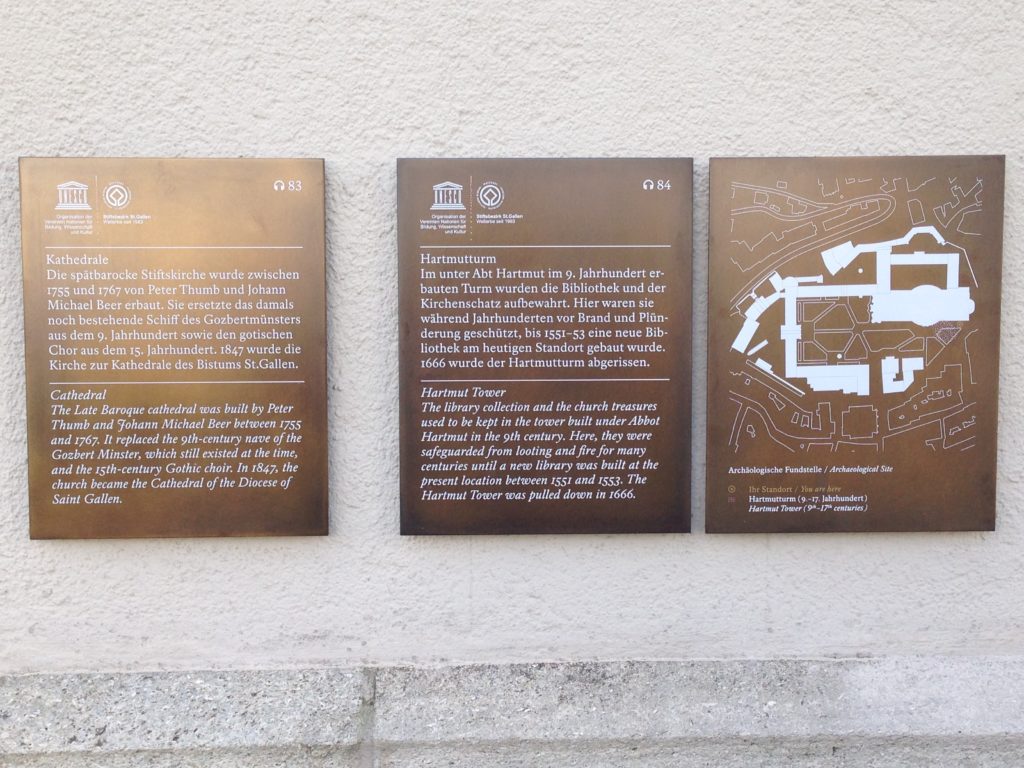 83
Organisation der
Vereinten Nationen für
Bildung, Wissenschaft
und Kultur
Stiftsbezirk St.Gallen
Welterbe seit 1983
Kathedrale
Die spätbarocke Stiftskirche wurde zwischen
1755 und 1767 von Peter Thumb und Johann
Michael Beer erbaut. Sie ersetzte das damals
noch bestehende Schiff des Gozbertmünsters
aus dem 9. Jahrhundert sowie den gotischen
Chor aus dem 15. Jahrhundert. 1847 wurde die
Kirche zur Kathedrale des Bistums St.Gallen.
Cathedral
The Late Baroque cathedral was built by Peter
Thumb and Johann Michael Beer between 1755
and 1767. It replaced the 9th-century nave of the
Gozbert Minster, which still existed at the time,
and the 15th-century Gothic choir. In 1847, the
church became the Cathedral of the Diocese of
Saint Gallen.
84
Organisation der
Vereinten Nationen für
Bildung, Wissenschaft
und Kultur
Stiftsbezirk St.Gallen
Welterbe seit 1983
Hartmutturm
Im unter Abt Hartmut im 9. Jahrhundert er-
bauten Turm wurden die Bibliothek und der
Kirchenschatz aufbewahrt. Hier waren sie
während Jahrhunderten vor Brand und Plün-
derung geschützt, bis 1551–53 eine neue Bib-
liothek am heutigen Standort gebaut wurde.
1666 wurde der Hartmutturm abgerissen.
Hartmut Tower
The library collection and the church treasures
used to be kept in the tower built under Abbot
Hartmut in the 9th century. Here, they were
safeguarded from looting and fire for many
centuries until a new library was built at the
present location between 1551 and 1553. The
Hartmut Tower was pulled down in 1666.
Archäologische Fundstelle / Archaeological Site
Ihr Standort / You are here
Hartmutturm (9.–17. Jahrhundert)
Hartmut Tower (9th–17th centuries)